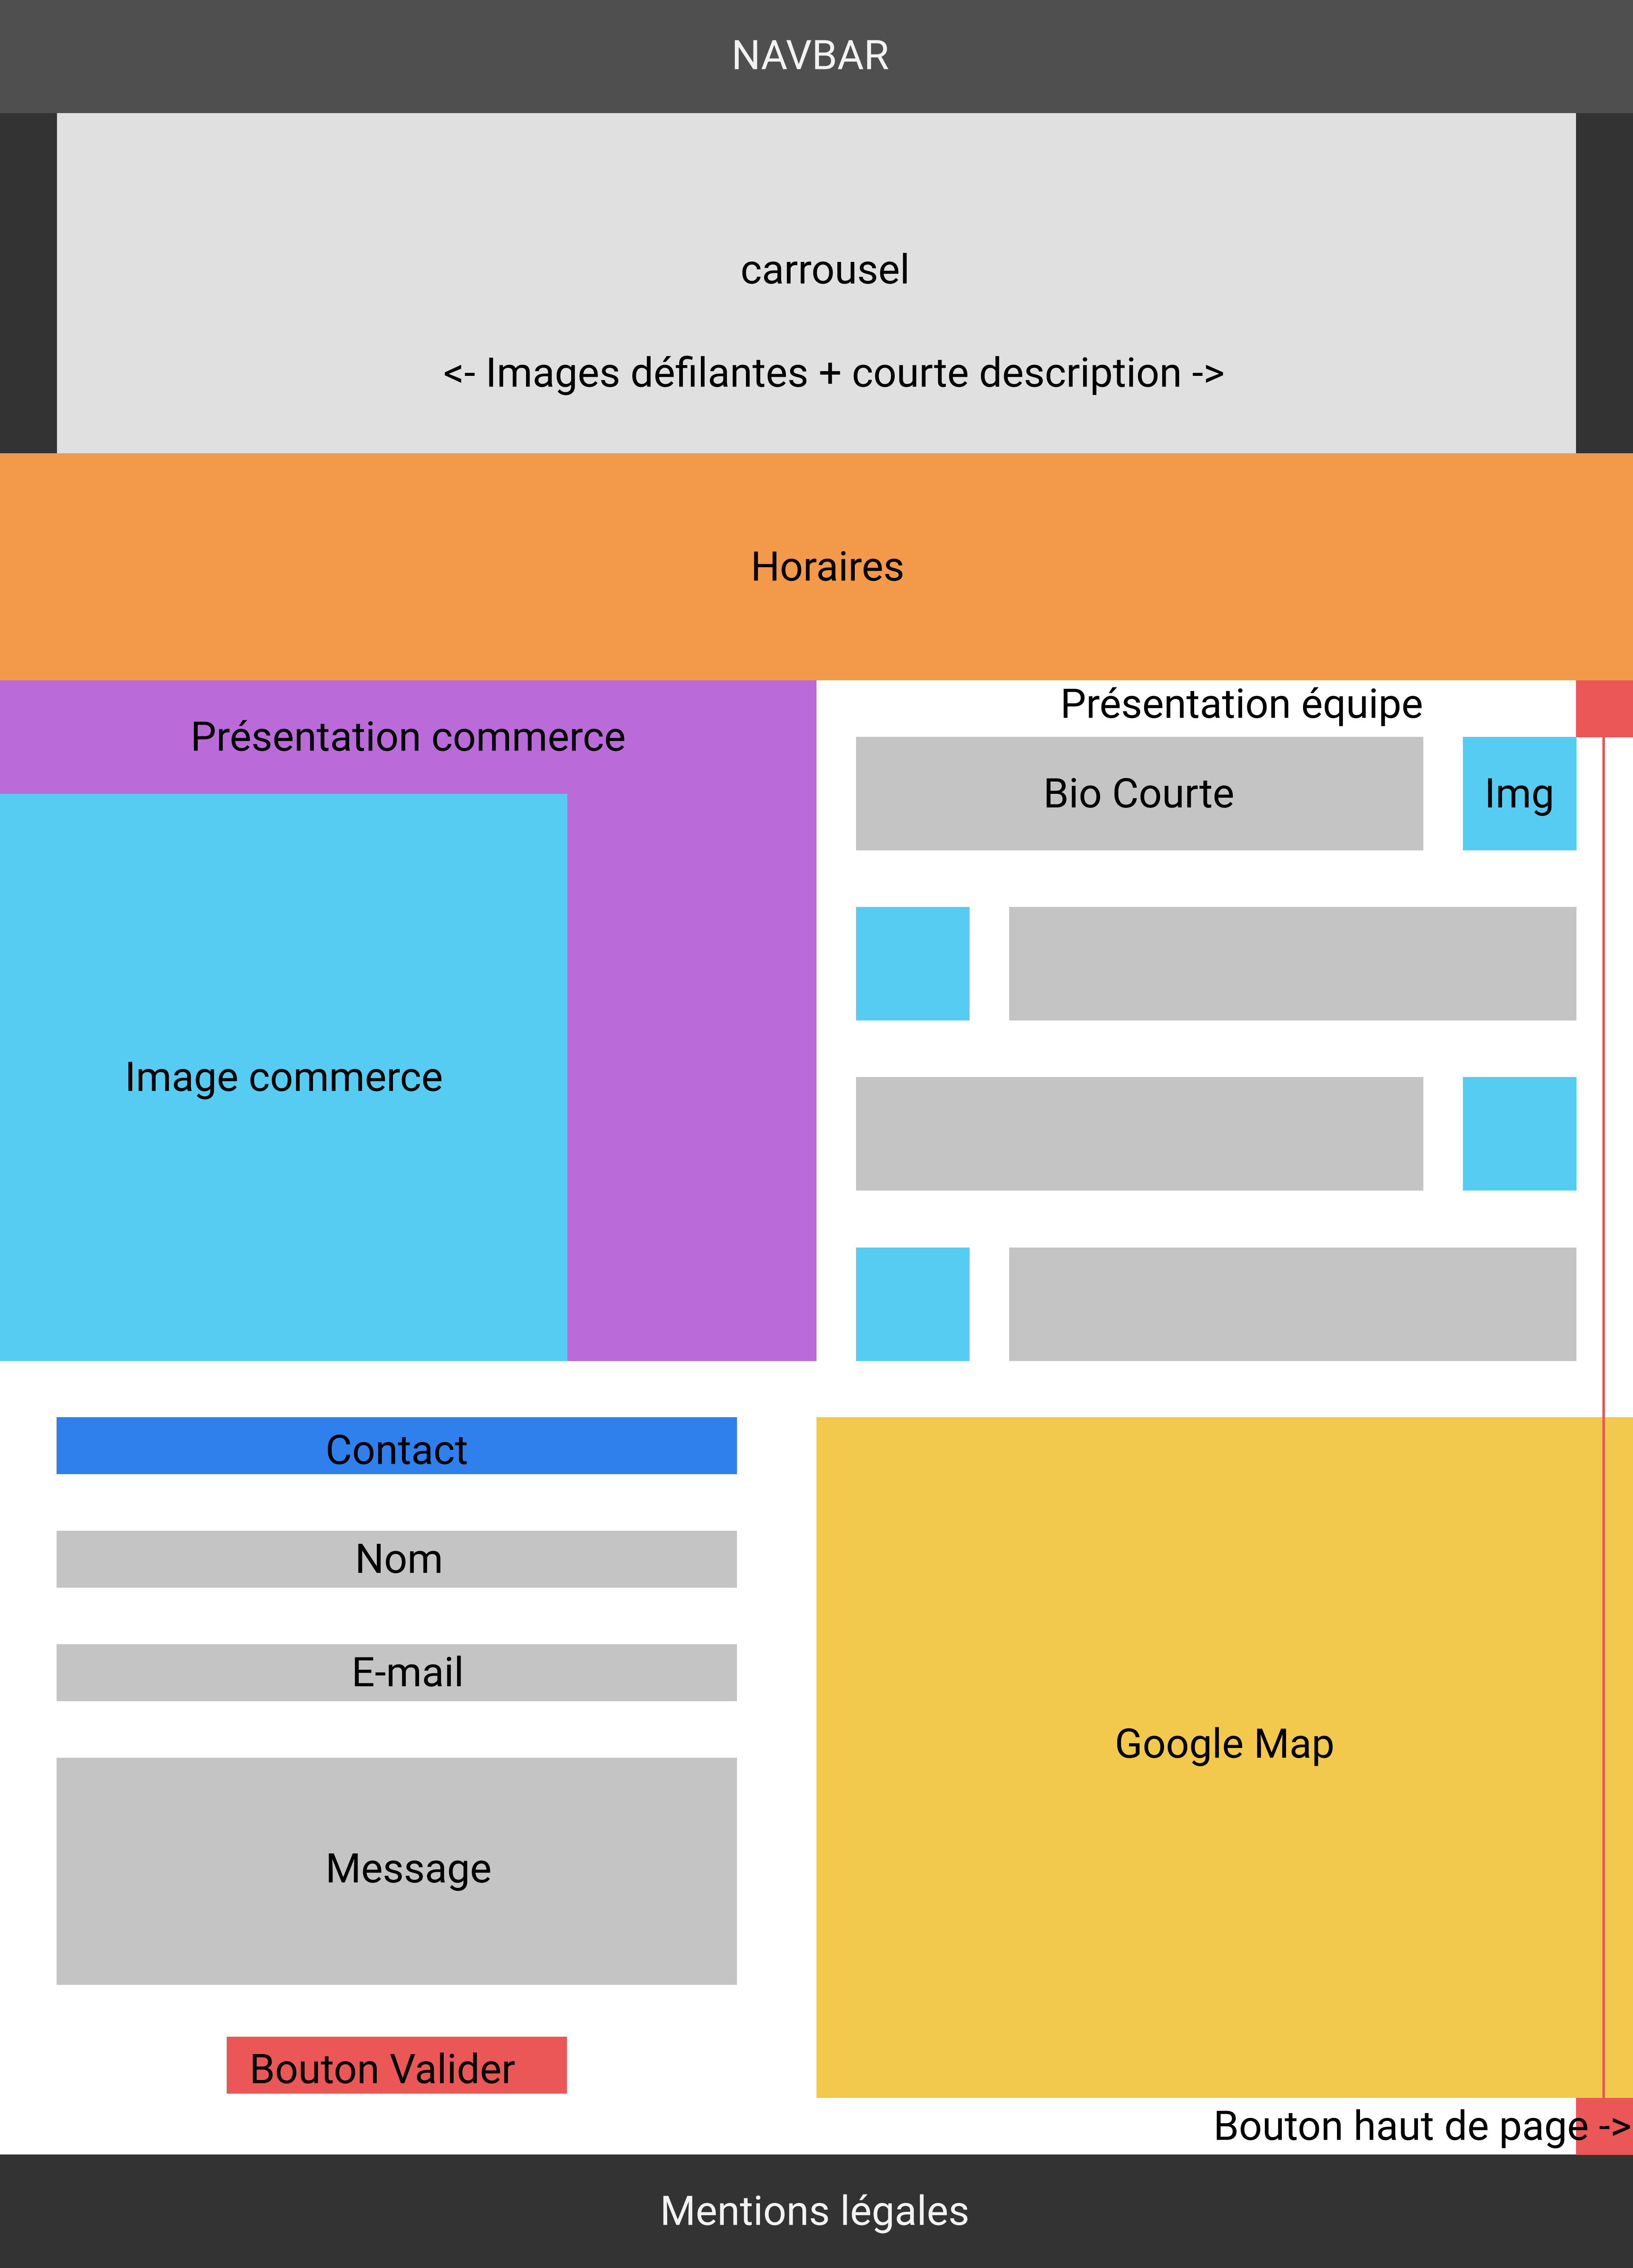 NAVBAR
carrousel
<- Images défilantes + courte description ->
Horaires
Présentation commerce
Image commerce
Présentation équipe
Bio Courte
Img
Contact
Nom
E-mail
Message
Bouton Valider
Google Map
Bouton haut de page ->
Mentions légales